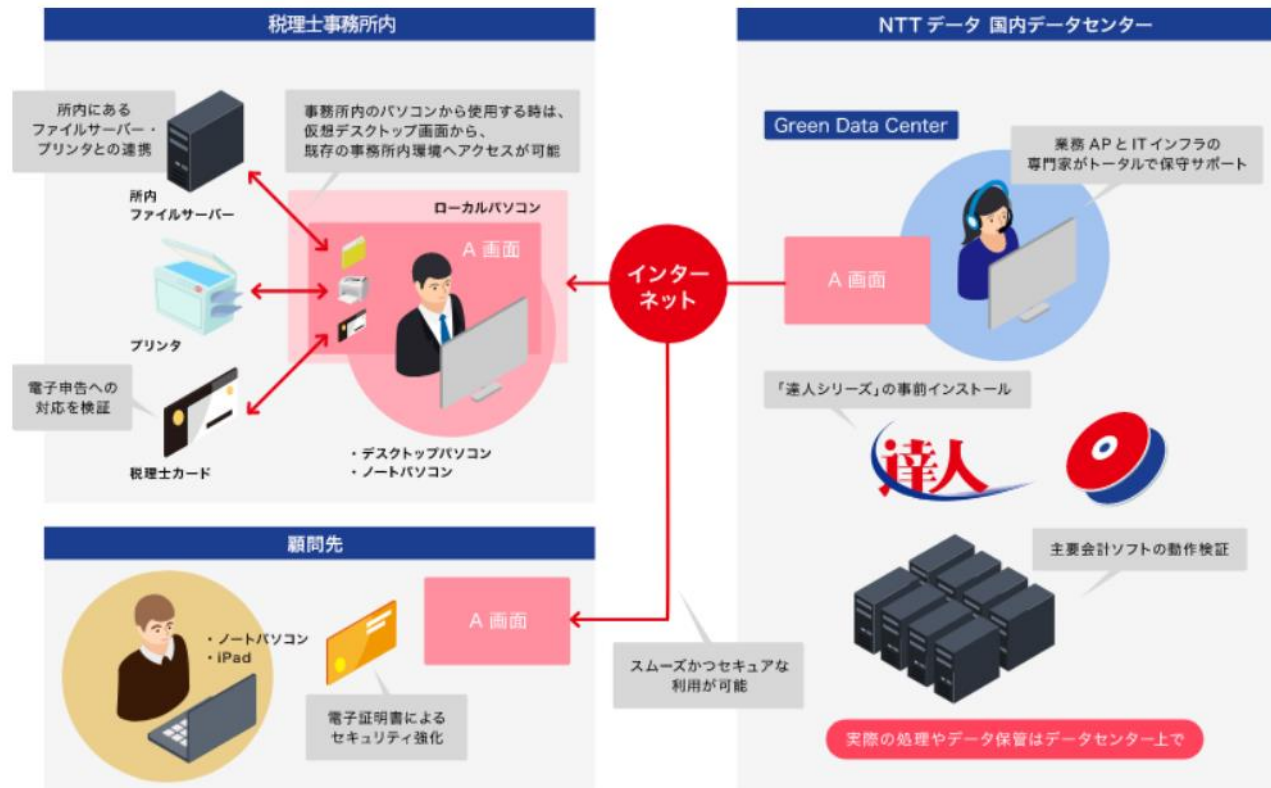 税理士事務所内
所内にある
ファイルサーバー・
プリンタとの連携
事務所内のパソコンから使用する時は、
仮想デスクトップ画面から、
既存の事務所内環境へアクセスが可能
所内
ファイルサーバー
ローカルパソコン
A 画面
プリンタ
電子申告への
対応を検証
税理士カード
・デスクトップパソコン
・ノートパソコン
インター
ネット
NTT データ 国内データセンター
Green Data Center
業務 AP と IT インフラの
専門家がトータルで保守サポート
A 画面
「達人シリーズ」の事前インストール
達人
主要会計ソフトの動作検証
実際の処理やデータ保管はデータセンター上で
顧問先
・ノートパソコン
・iPad
A 画面
電子証明書による
セキュリティ強化
スムーズかつセキュアな
利用が可能